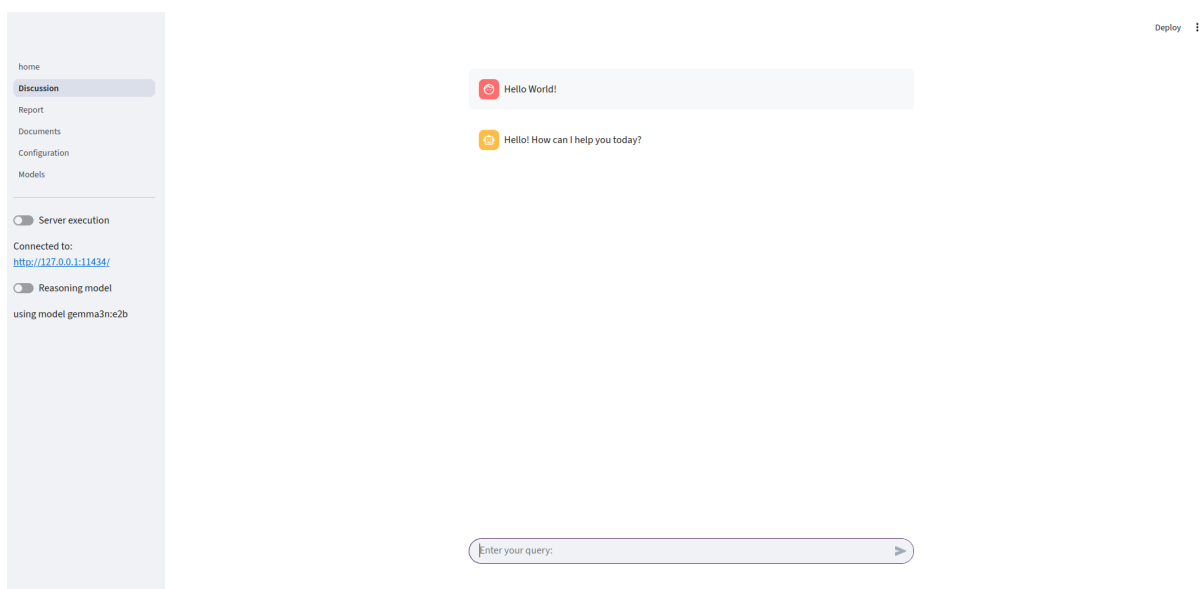 Deploy
home
Discussion
Report
Documents
Configuration
Models
Server execution
Connected to:
http://127.0.0.1:11434/
Reasoning model
using model gemma3n:e2b
Hello World!
Hello! How can I help you today?
Enter your query: